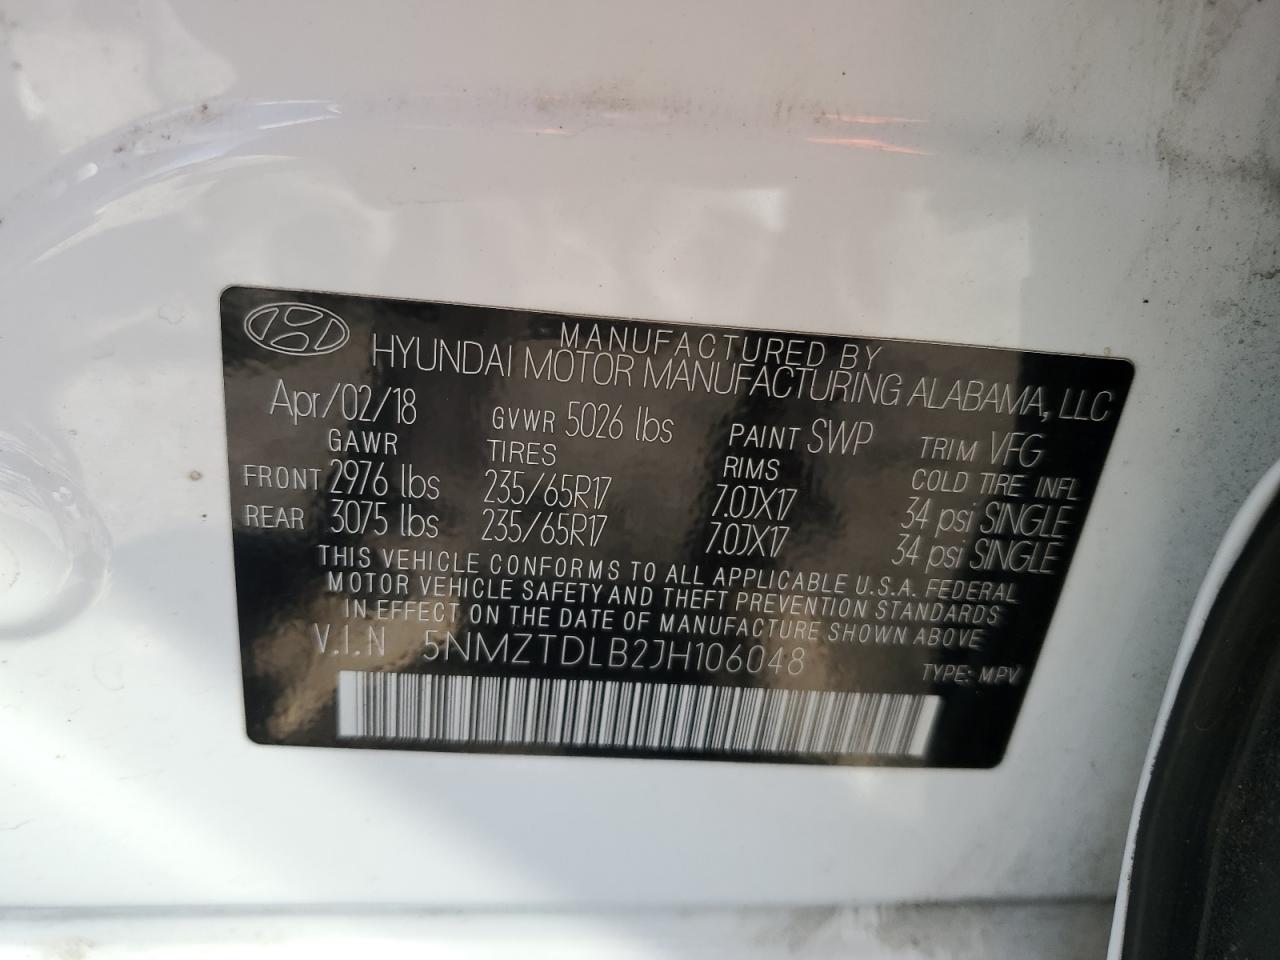 MANUFACTURED BY
HYUNDAI MOTOR MANUFACTURING ALABAMA, LLC
Apr/02/18 GVWR 5026 lbs PAINT SWP TRIM VFG
GAWR TIRES RIMS COLD TIRE INFL
FRONT 2976 lbs 235/65R17 7.0JX17 34 psi SINGLE
REAR 3075 lbs 235/65R17 7.0JX17 34 psi SINGLE
THIS VEHICLE CONFORMS TO ALL APPLICABLE U.S.A. FEDERAL
MOTOR VEHICLE SAFETY AND THEFT PREVENTION STANDARDS
IN EFFECT ON THE DATE OF MANUFACTURE SHOWN ABOVE
V.I.N 5NMZTDLB2JH106048 TYPE: MPV